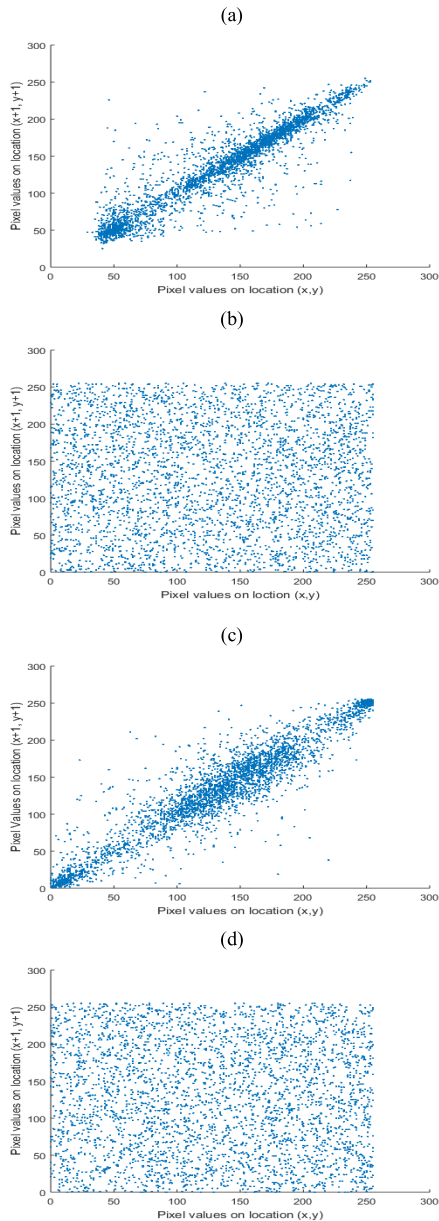 (a)
300
250
200
150
100
50
0
Pixel values on location (x+1, y+1)
0 50 100 150 200 250 300
Pixel values on location (x,y)
(b)
300
250
200
150
100
50
0
Pixel values on location (x+1, y+1)
0 50 100 150 200 250 300
Pixel values on loction (x,y)
(c)
300
250
200
150
100
50
0
Pixel Values on location (x+1, y+1)
0 50 100 150 200 250 300
Pixel values on location (x,y)
(d)
300
250
200
150
100
50
0
Pixel values on location (x+1, y+1)
0 50 100 150 200 250 300
Pixel values on location (x,y)